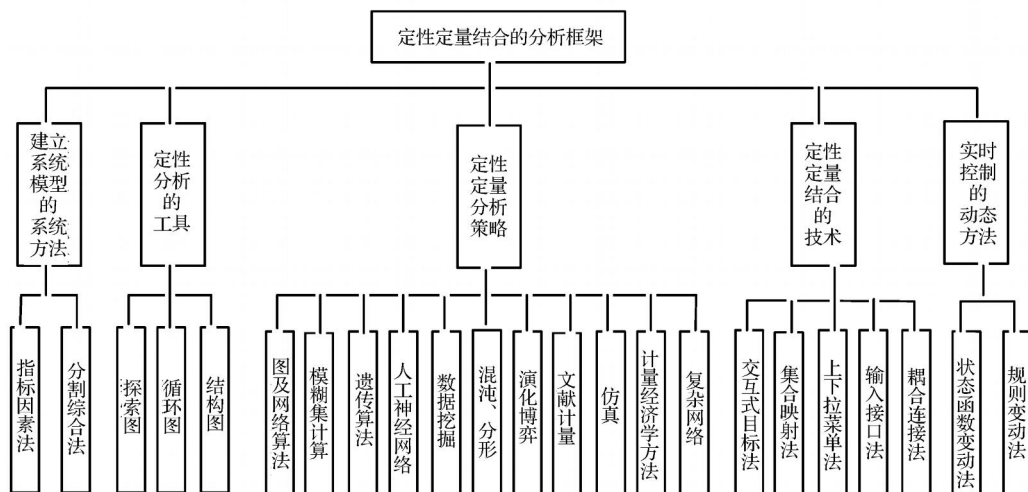 定性定量结合的分析框架
建立
系统
模型
的
系统
方法
定性
分析
的
工具
定性
定量
分析
策略
定性
定量
结合
的
技术
实时
控制
的
动态
方法
指标因素法
分割综合法
探索图
循环图
结构图
图及网络算法
模糊集计算
遗传算法
人工神经网络
数据挖掘
混沌、分形
演化博弈
文献计量
仿真
计量经济学方法
复杂网络
交互式目标法
集合映射法
上下拉菜单法
输入接口法
耦合连接法
状态函数变动法
规则变动法